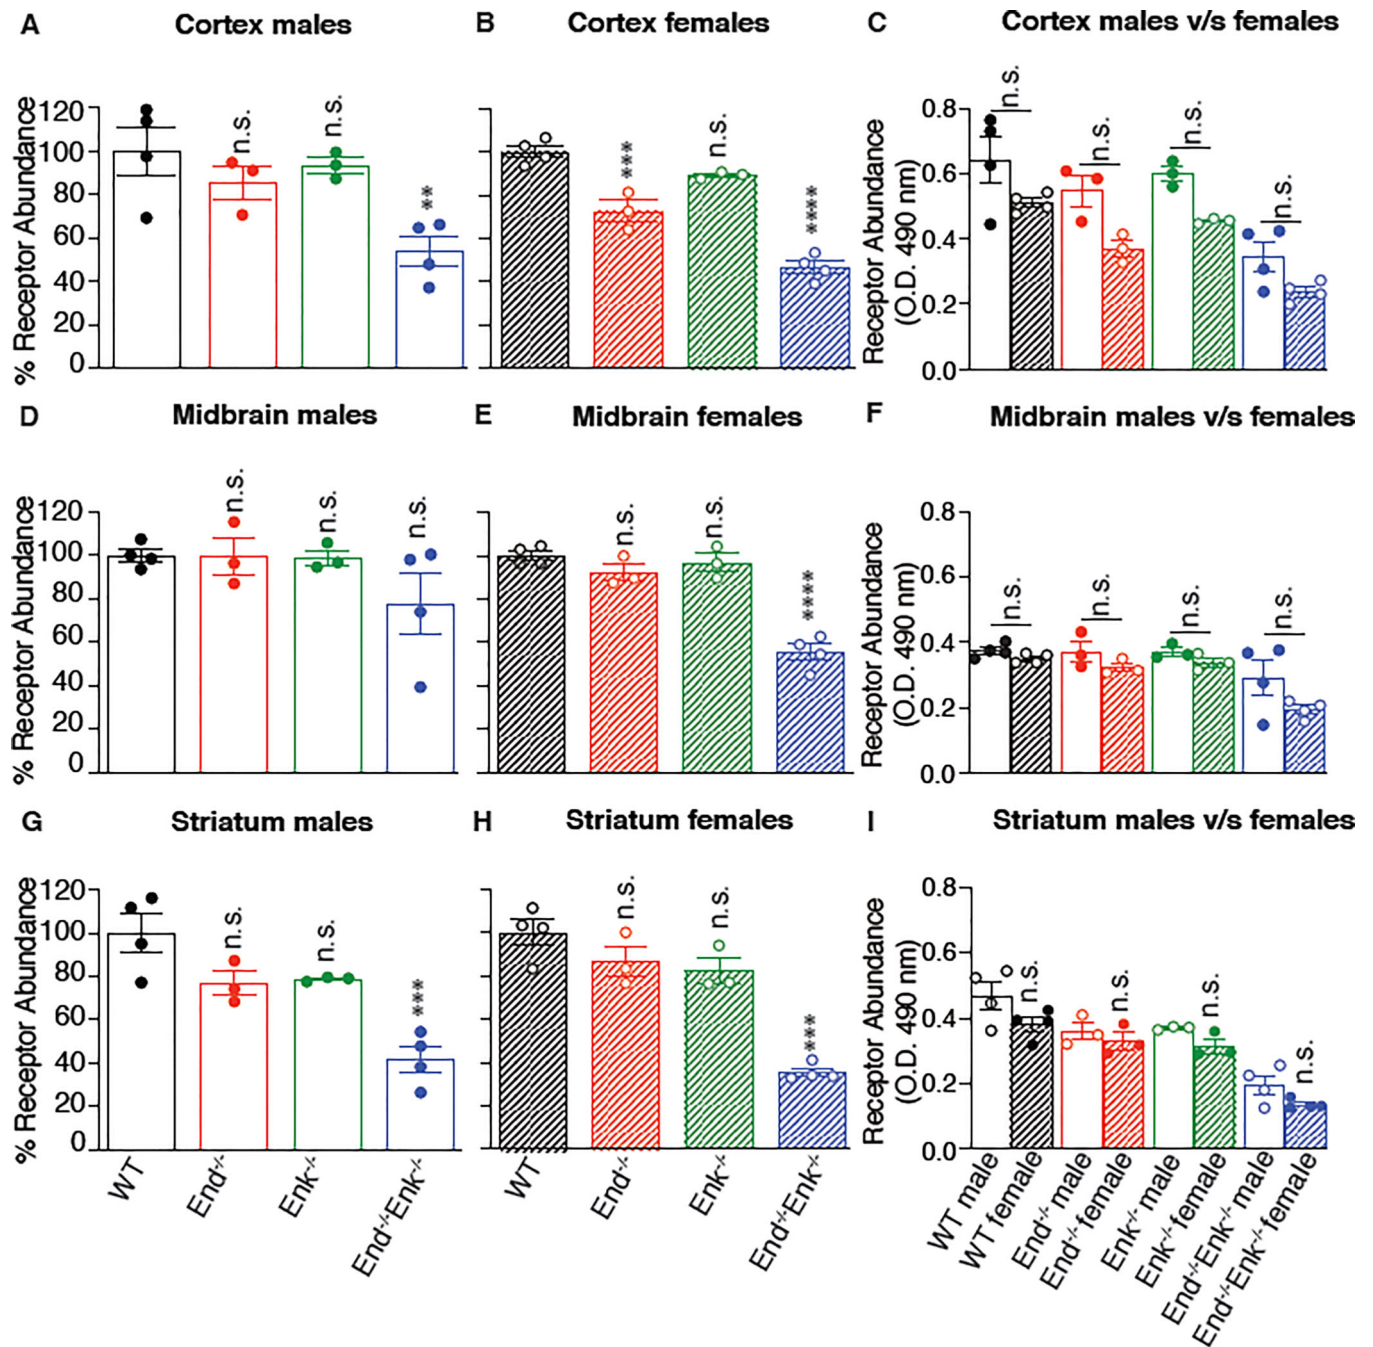 A Cortex males
B Cortex females
C Cortex males v/s females
% Receptor Abundance
120
100
80
60
40
20
0
n.s.
n.s.
**
***
n.s.
****
Receptor Abundance
(O.D. 490 nm)
0.8
0.6
0.4
0.2
0.0
n.s.
n.s.
n.s.
n.s.
D Midbrain males
E Midbrain females
F Midbrain males v/s females
% Receptor Abundance
120
100
80
60
40
20
0
n.s.
n.s.
n.s.
n.s.
n.s.
****
Receptor Abundance
(O.D. 490 nm)
0.8
0.6
0.4
0.2
0.0
n.s.
n.s.
n.s.
n.s.
G Striatum males
H Striatum females
I Striatum males v/s females
% Receptor Abundance
120
100
80
60
40
20
0
n.s.
n.s.
***
n.s.
n.s.
***
Receptor Abundance
(O.D. 490 nm)
0.8
0.6
0.4
0.2
0.0
n.s.
n.s.
n.s.
n.s.
WT
End-/-
Enk-/-
End-/-Enk-/-
WT
End-/-
Enk-/-
End-/-Enk-/-
WT male
WT female
End-/- male
End-/- female
Enk-/- male
Enk-/- female
End-/-Enk-/- male
End-/-Enk-/- female